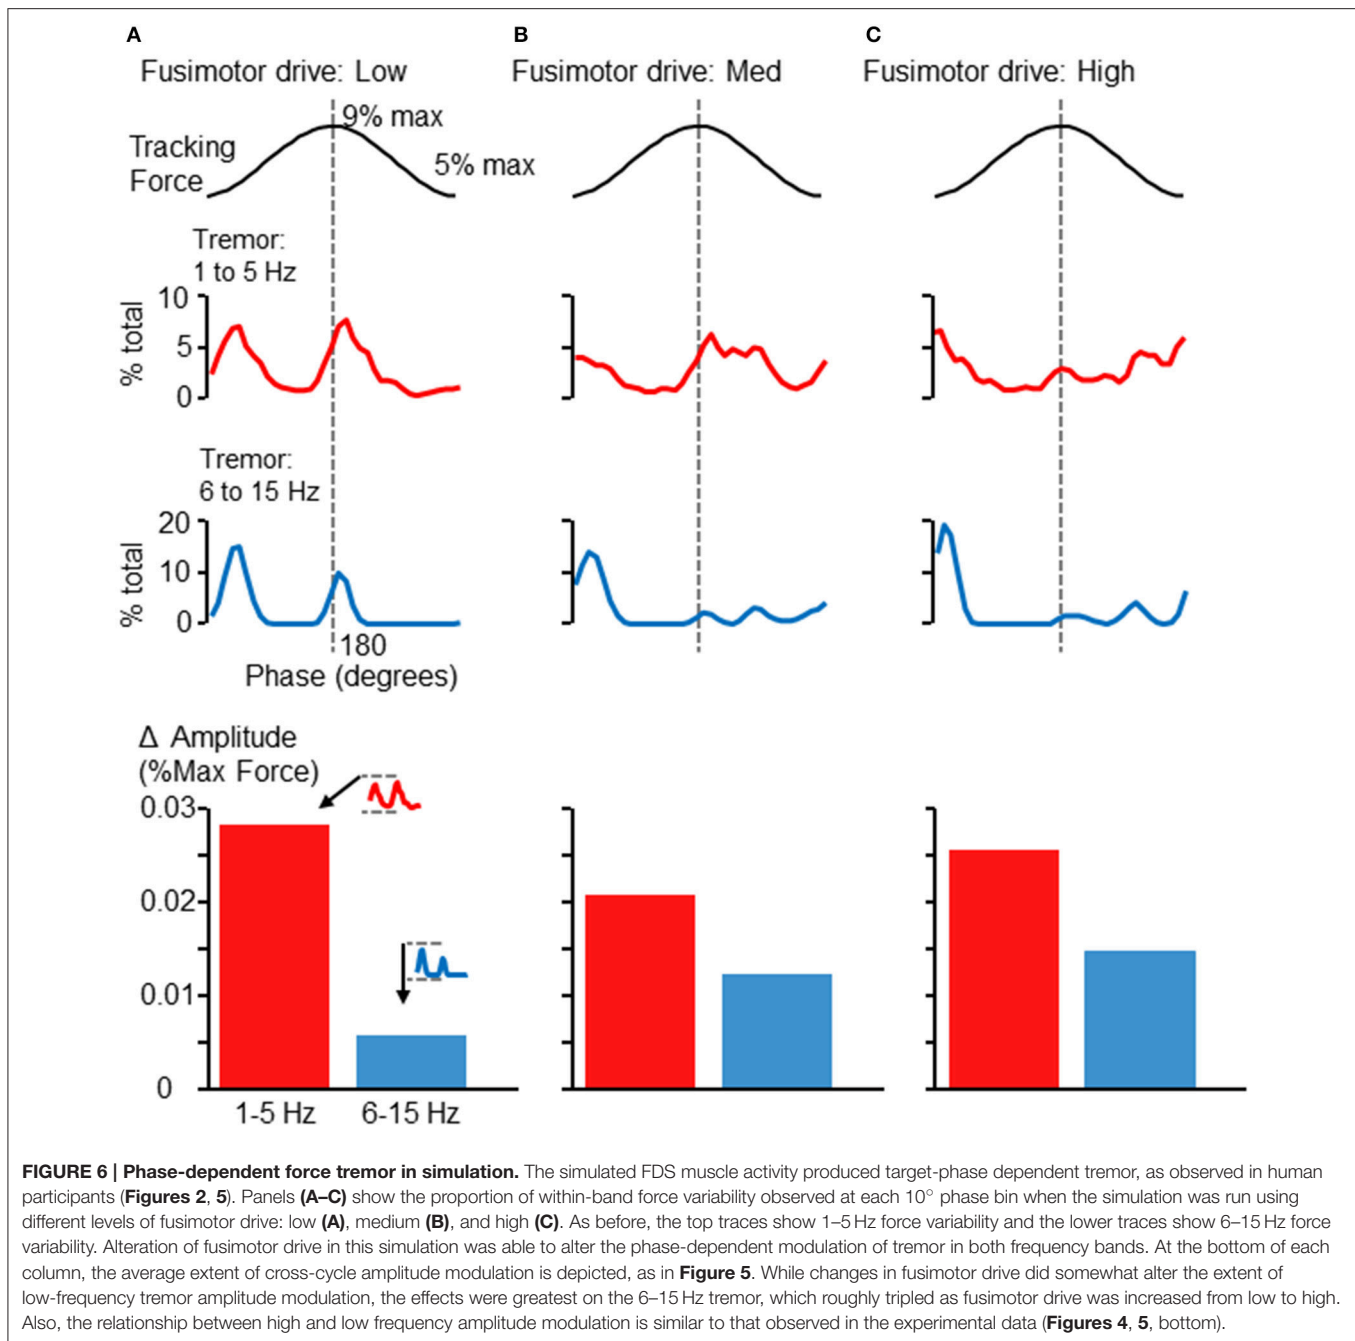 A
B
C
Fusimotor drive: Low
Fusimotor drive: Med
Fusimotor drive: High
9% max
Tracking
Force
5% max
Tremor:
1 to 5 Hz
10
5
0
% total
Tremor:
6 to 15 Hz
20
10
0
% total
180
Phase (degrees)
Δ Amplitude
(%Max Force)
0.03
0.02
0.01
0
1-5 Hz
6-15 Hz
FIGURE 6 | Phase-dependent force tremor in simulation. The simulated FDS muscle activity produced target-phase dependent tremor, as observed in human
participants (Figures 2, 5). Panels (A–C) show the proportion of within-band force variability observed at each 10° phase bin when the simulation was run using
different levels of fusimotor drive: low (A), medium (B), and high (C). As before, the top traces show 1–5 Hz force variability and the lower traces show 6–15 Hz force
variability. Alteration of fusimotor drive in this simulation was able to alter the phase-dependent modulation of tremor in both frequency bands. At the bottom of each
column, the average extent of cross-cycle amplitude modulation is depicted, as in Figure 5. While changes in fusimotor drive did somewhat alter the extent of
low-frequency tremor amplitude modulation, the effects were greatest on the 6–15 Hz tremor, which roughly tripled as fusimotor drive was increased from low to high.
Also, the relationship between high and low frequency amplitude modulation is similar to that observed in the experimental data (Figures 4, 5, bottom).